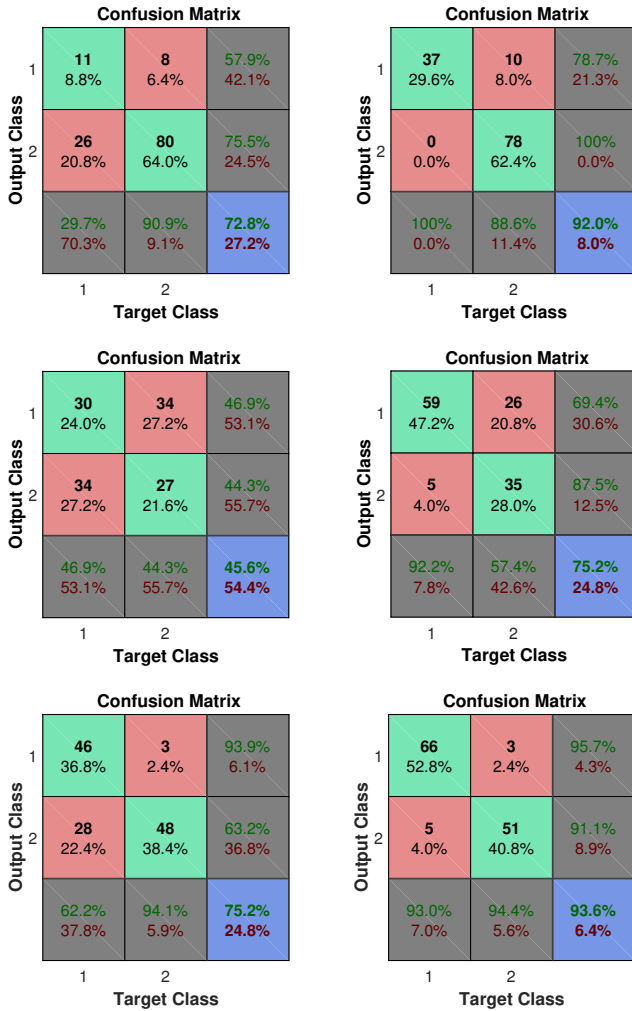 Confusion Matrix
11 8 57.9%
1
8.8% 6.4% 42.1%
26 80 75.5%
2
20.8% 64.0% 24.5%
29.7% 90.9% 72.8%
70.3% 9.1% 27.2%
1 2
Target Class
Output Class
Confusion Matrix
37 10 78.7%
1
29.6% 8.0% 21.3%
0 78 100%
2
0.0% 62.4% 0.0%
100% 88.6% 92.0%
0.0% 11.4% 8.0%
1 2
Target Class
Output Class
Confusion Matrix
30 34 46.9%
1
24.0% 27.2% 53.1%
34 27 44.3%
2
27.2% 21.6% 55.7%
46.9% 44.3% 45.6%
53.1% 55.7% 54.4%
1 2
Target Class
Output Class
Confusion Matrix
59 26 69.4%
1
47.2% 20.8% 30.6%
5 35 87.5%
2
4.0% 28.0% 12.5%
92.2% 57.4% 75.2%
7.8% 42.6% 24.8%
1 2
Target Class
Output Class
Confusion Matrix
46 3 93.9%
1
36.8% 2.4% 6.1%
28 48 63.2%
2
22.4% 38.4% 36.8%
62.2% 94.1% 75.2%
37.8% 5.9% 24.8%
1 2
Target Class
Output Class
Confusion Matrix
66 3 95.7%
1
52.8% 2.4% 4.3%
5 51 91.1%
2
4.0% 40.8% 8.9%
93.0% 94.4% 93.6%
7.0% 5.6% 6.4%
1 2
Target Class
Output Class